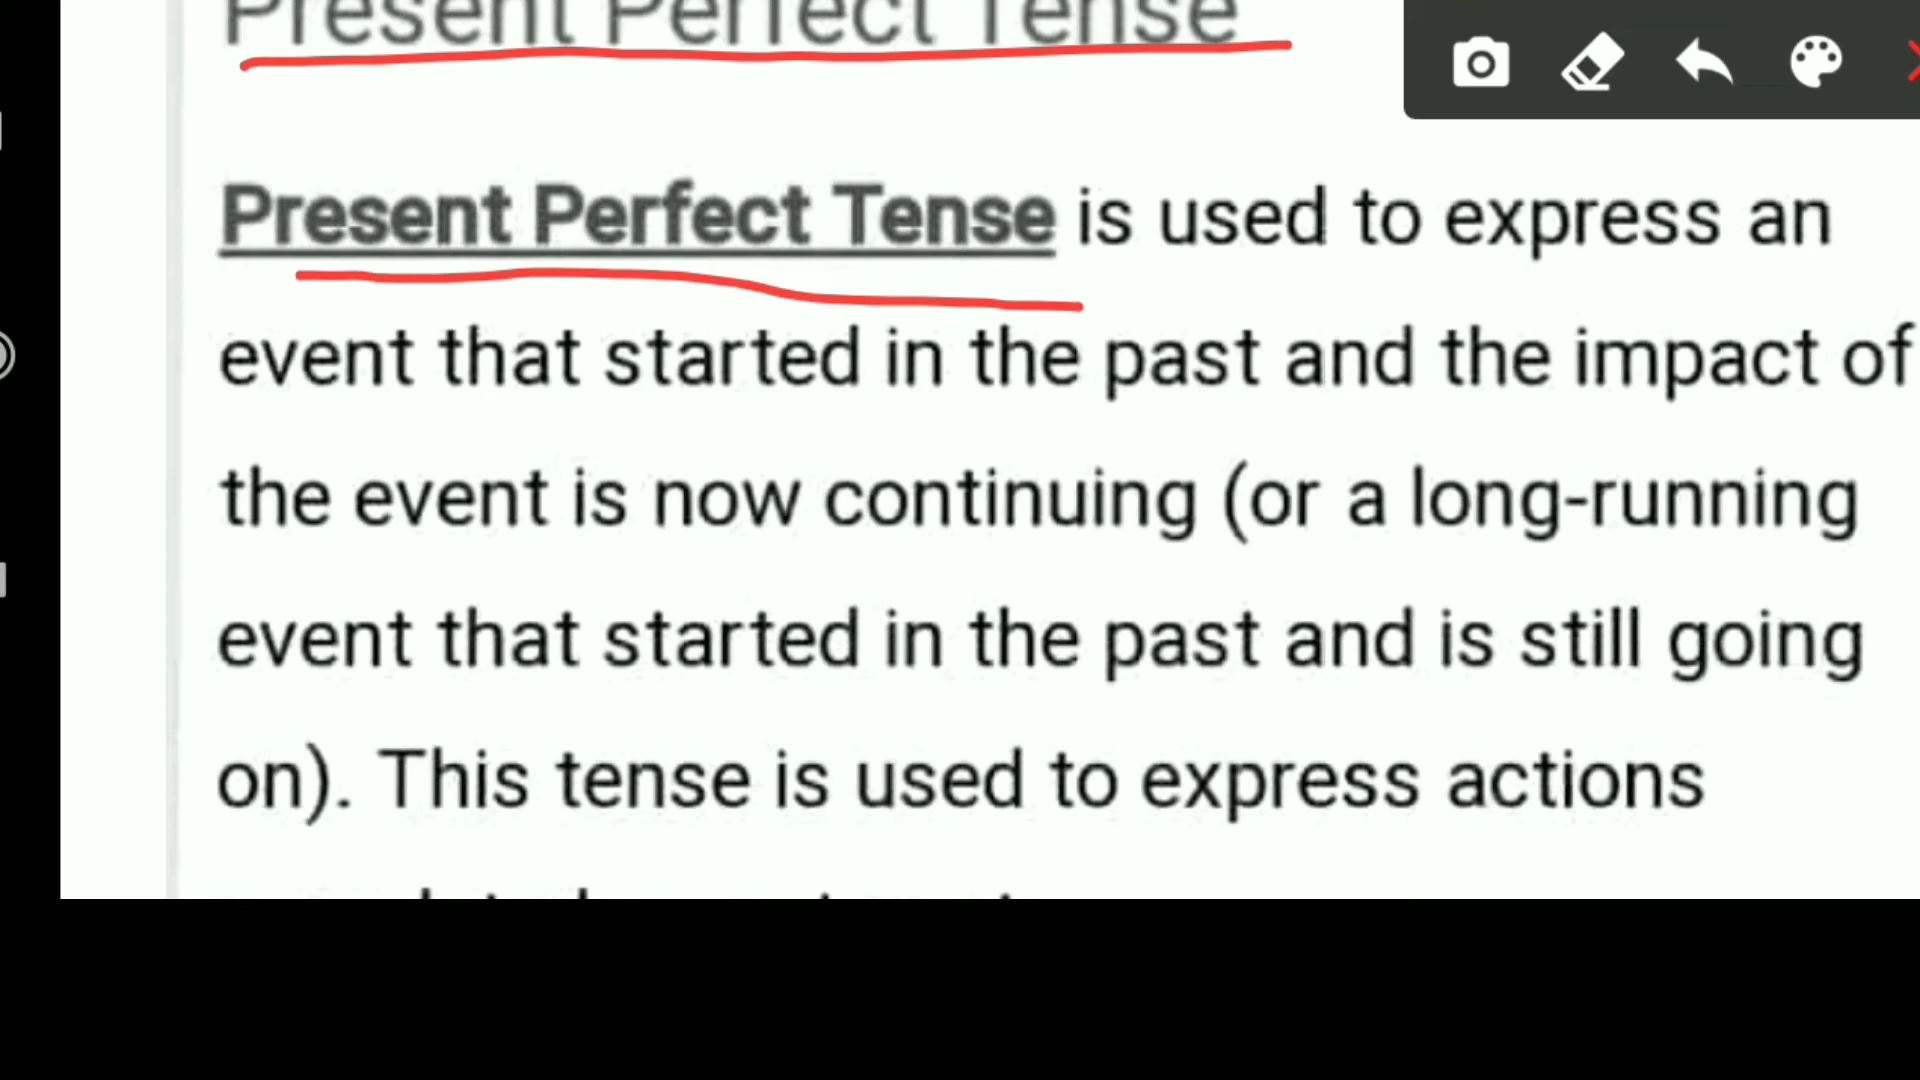 Present Perfect Tense
Present Perfect Tense is used to express an
event that started in the past and the impact of
the event is now continuing (or a long-running
event that started in the past and is still going
on). This tense is used to express actions